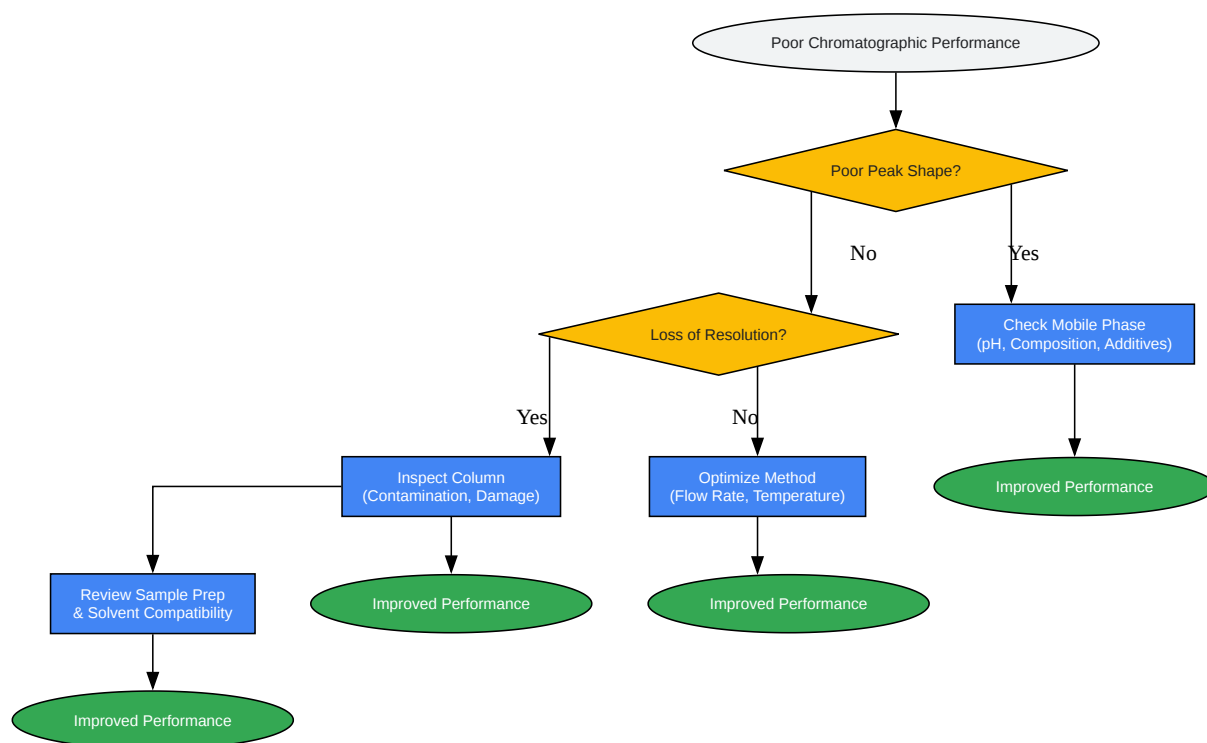 Poor Chromatographic Performance
Poor Peak Shape?
No
Yes
Loss of Resolution?
Check Mobile Phase
(pH, Composition, Additives)
Yes
No
Inspect Column
(Contamination, Damage)
Optimize Method
(Flow Rate, Temperature)
Improved Performance
Review Sample Prep
& Solvent Compatibility
Improved Performance
Improved Performance
Improved Performance